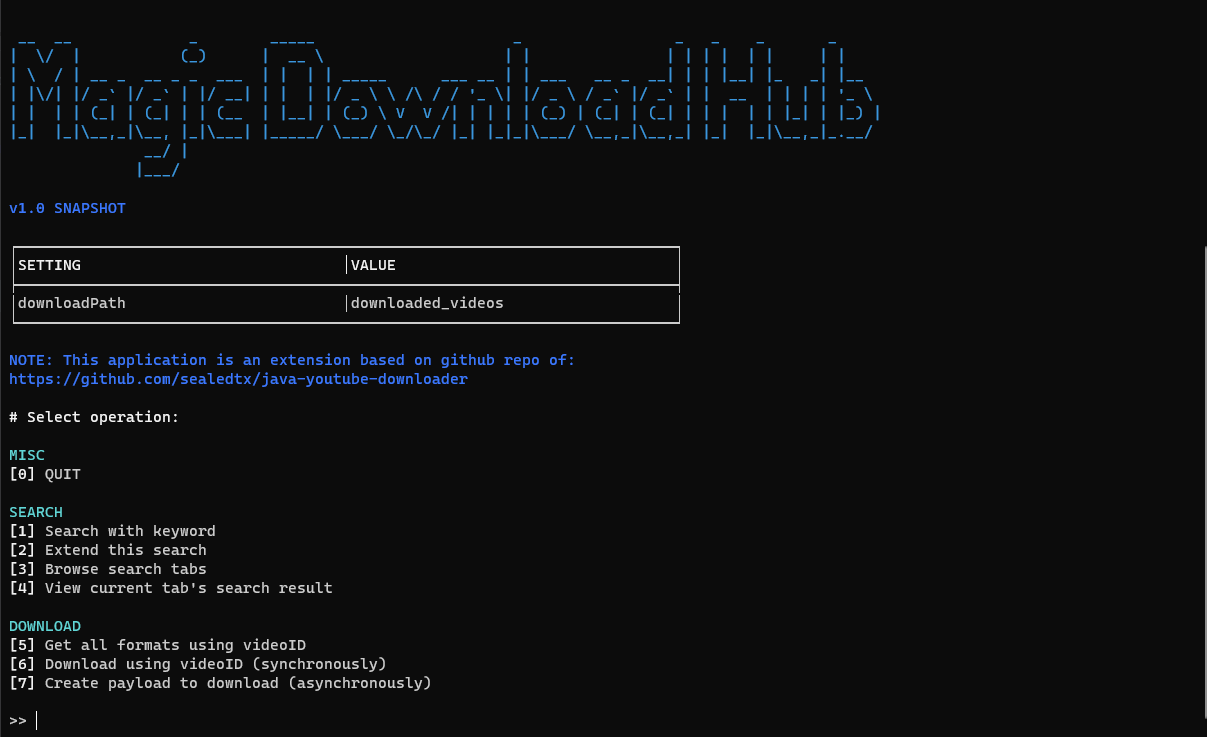 MagicDownloadHub
v1.0 SNAPSHOT
SETTING VALUE
downloadPath downloaded_videos
NOTE: This application is an extension based on github repo of:
https://github.com/sealedtx/java-youtube-downloader
# Select operation:
MISC
[0] QUIT
SEARCH
[1] Search with keyword
[2] Extend this search
[3] Browse search tabs
[4] View current tab's search result
DOWNLOAD
[5] Get all formats using videoID
[6] Download using videoID (synchronously)
[7] Create payload to download (asynchronously)
>>